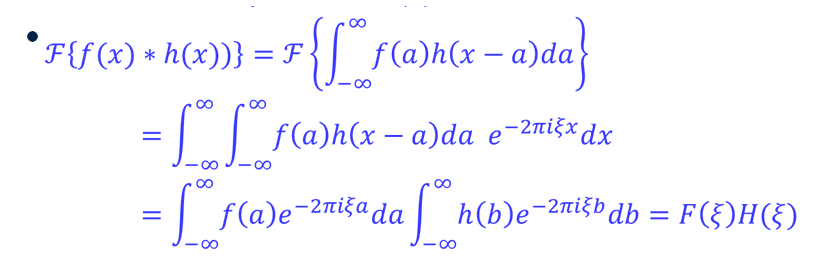 • ℱ{f(x) ∗ h(x))} = ℱ{∫_{−∞}^{∞} f(a)h(x − a)da}
= ∫_{−∞}^{∞} ∫_{−∞}^{∞} f(a)h(x − a)da e^{−2πiξx}dx
= ∫_{−∞}^{∞} f(a)e^{−2πiξa}da ∫_{−∞}^{∞} h(b)e^{−2πiξb}db = F(ξ)H(ξ)